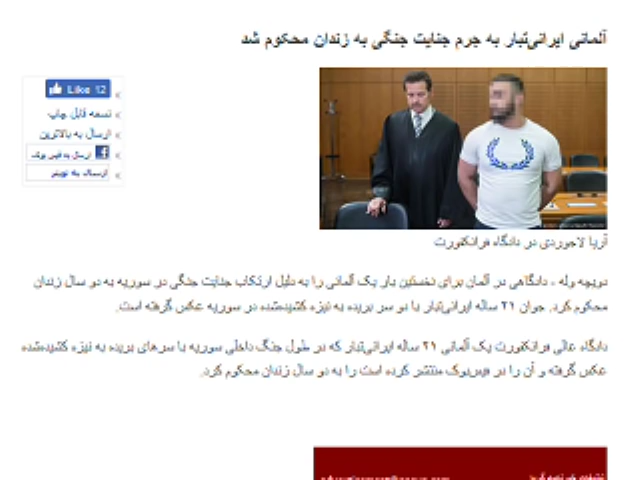 آلمانی ایرانی‌تبار به جرم جنایت جنگی به زندان محکوم شد
Like 12
نسخه قابل چاپ
ارسال به بالاترین
ارسال به فیس بوک
ارسال به توییتر
آریا لاجوردی در دادگاه فرانکفورت
دویچه وله - دادگاهی در آلمان برای نخستین بار یک آلمانی را به دلیل ارتکاب جنایت جنگی در سوریه به دو سال زندان
محکوم کرد. جوان ۲۱ ساله ایرانی‌تبار با دو سر بریده به نیزه کشیده‌شده در سوریه عکس گرفته است.
دادگاه عالی فرانکفورت یک آلمانی ۲۱ ساله ایرانی‌تبار که در طول جنگ داخلی سوریه با سرهای بریده به نیزه کشیده‌شده
عکس گرفته و آن را در فیس‌بوک منتشر کرده است را به دو سال زندان محکوم کرد.